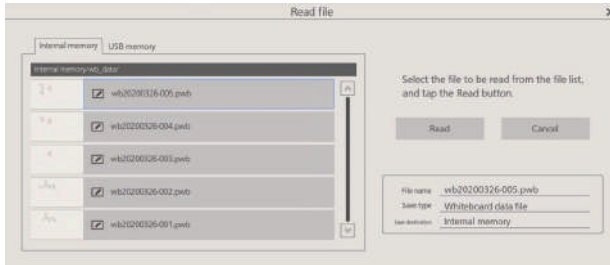 Read file
Internal memory
USB memory
Internal memory/wb_data/
wb20200326-005.pwb
wb20200326-004.pwb
wb20200326-003.pwb
wb20200326-002.pwb
wb20200326-001.pwb
Select the file to be read from the file list,
and tap the Read button.
Read
Cancel
File name wb20200326-005.pwb
Save type Whiteboard data file
Save destination Internal memory